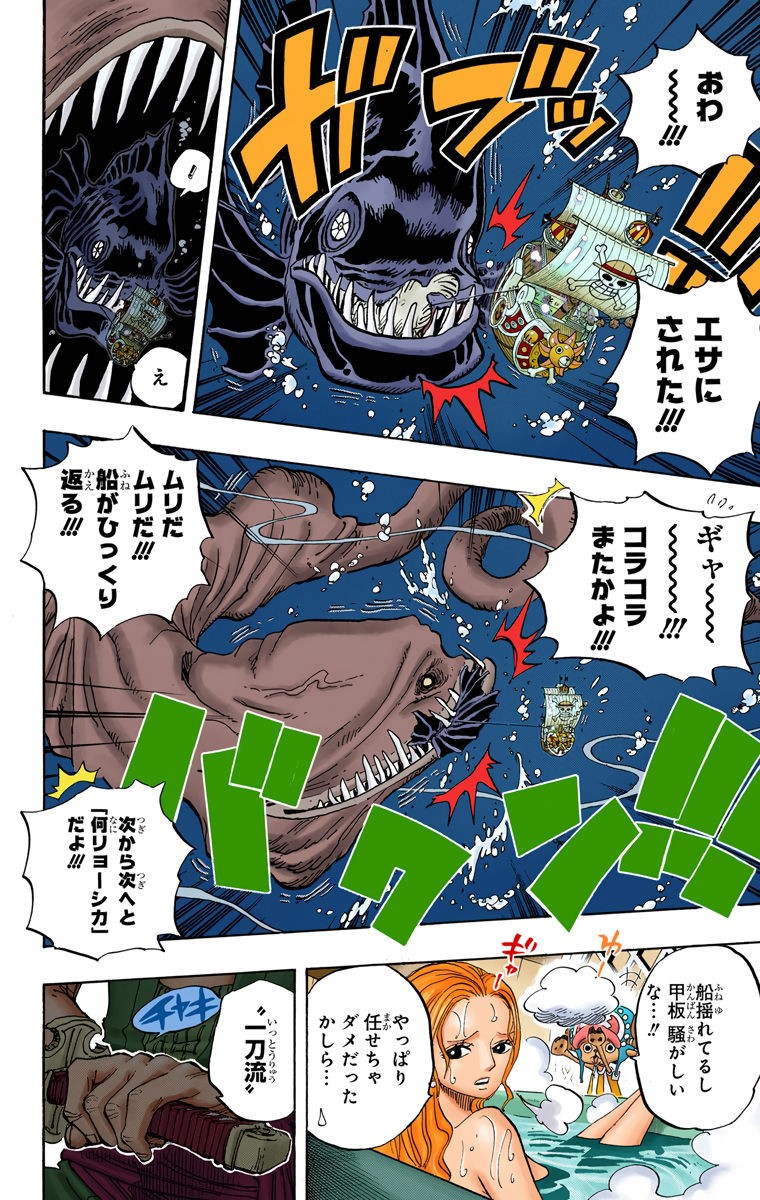 おわ
〜〜!!!
エサに
された!!!
ガブッ!!
!
え
ギャ〜〜
〜〜〜!!!
コラコラ
またかよ!!!
ムリだ
ムリだ!!!
船がひっくり
返る!!!
バクン!!!
次から次へと
「何リョーシカ」
だよ!!!
船揺れてるし
甲板 騒がしい
な…!!
ギャー
やっぱり
任せちゃ
ダメだった
かしら…
〝一刀流〟
チャキ